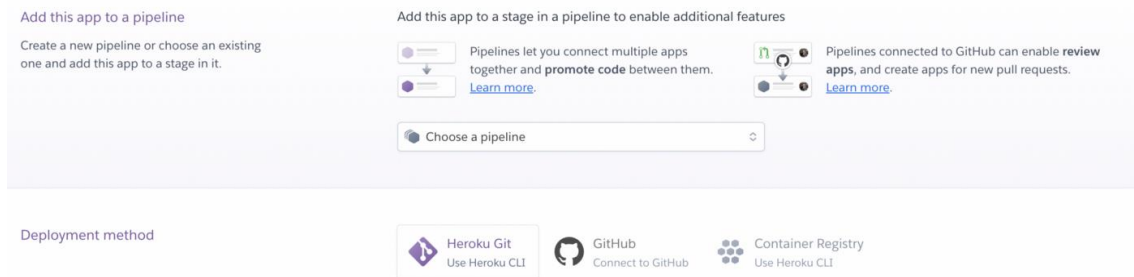 Add this app to a pipeline
Create a new pipeline or choose an existing
one and add this app to a stage in it.
Add this app to a stage in a pipeline to enable additional features
Pipelines let you connect multiple apps
together and promote code between them.
Learn more.
Pipelines connected to GitHub can enable review
apps, and create apps for new pull requests.
Learn more.
Choose a pipeline
Deployment method
Heroku Git
Use Heroku CLI
GitHub
Connect to GitHub
Container Registry
Use Heroku CLI